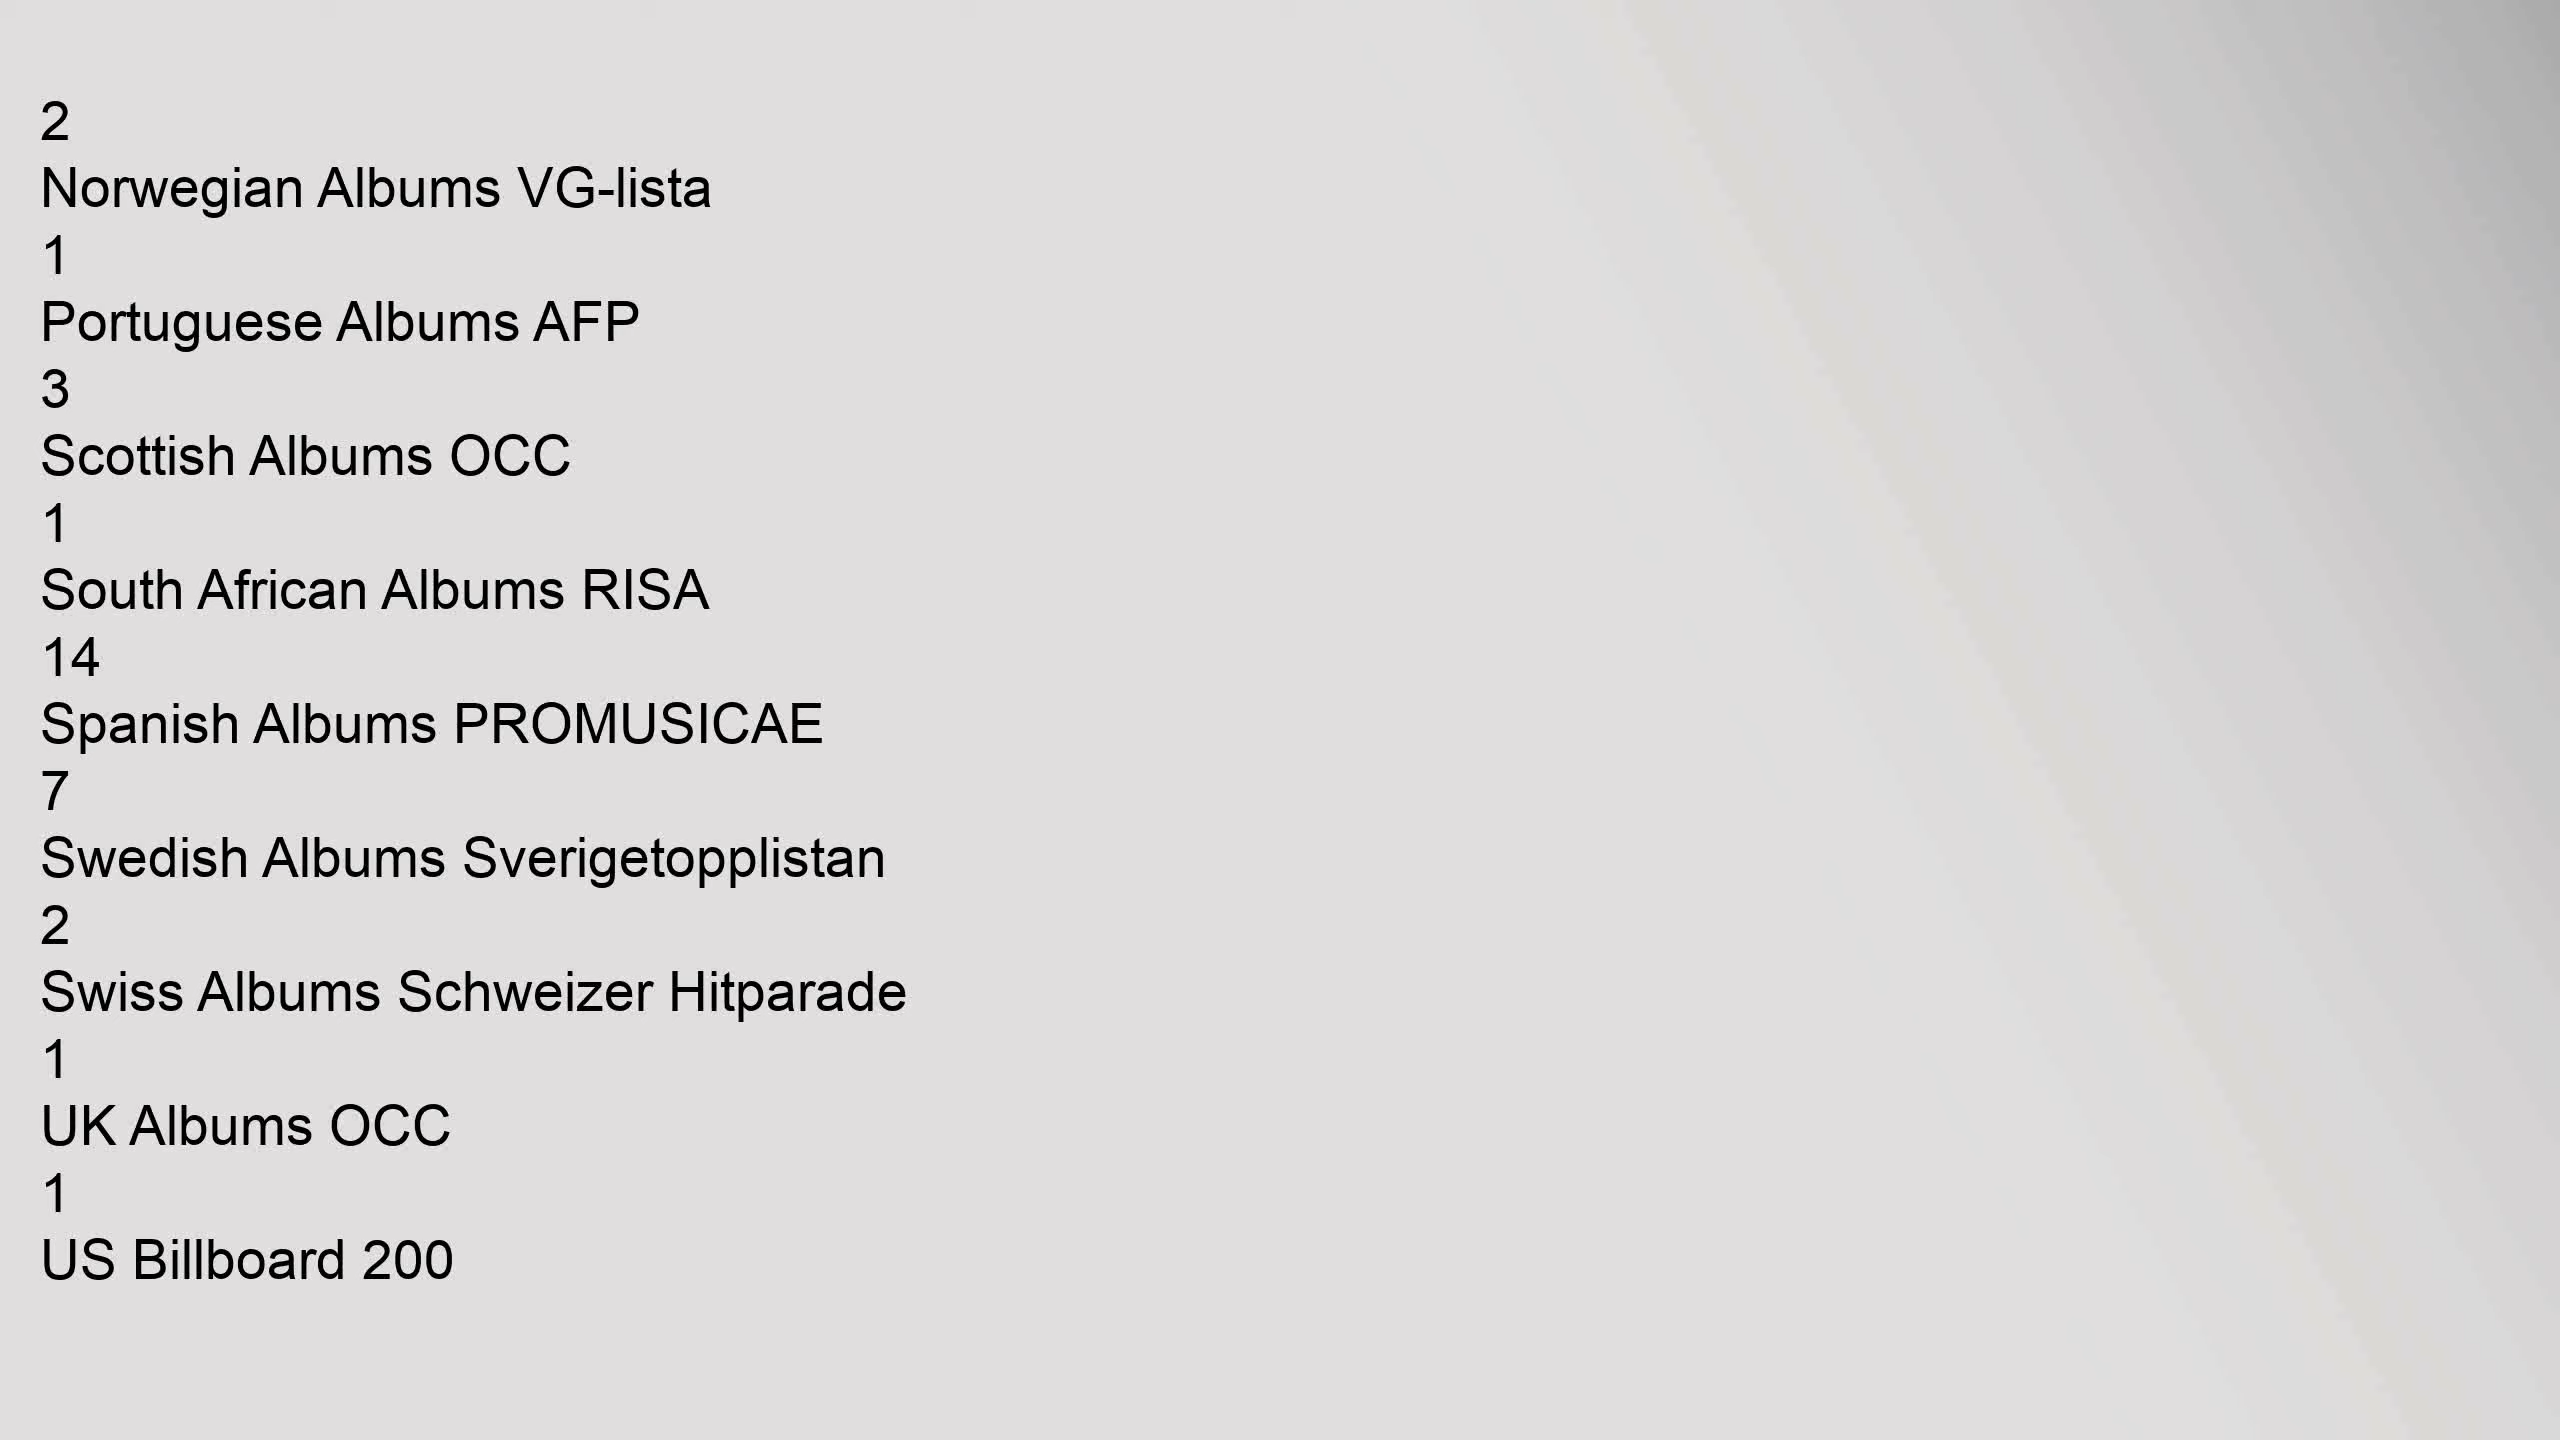 2
Norwegian Albums VG-lista
1
Portuguese Albums AFP
3
Scottish Albums OCC
1
South African Albums RISA
14
Spanish Albums PROMUSICAE
7
Swedish Albums Sverigetopplistan
2
Swiss Albums Schweizer Hitparade
1
UK Albums OCC
1
US Billboard 200